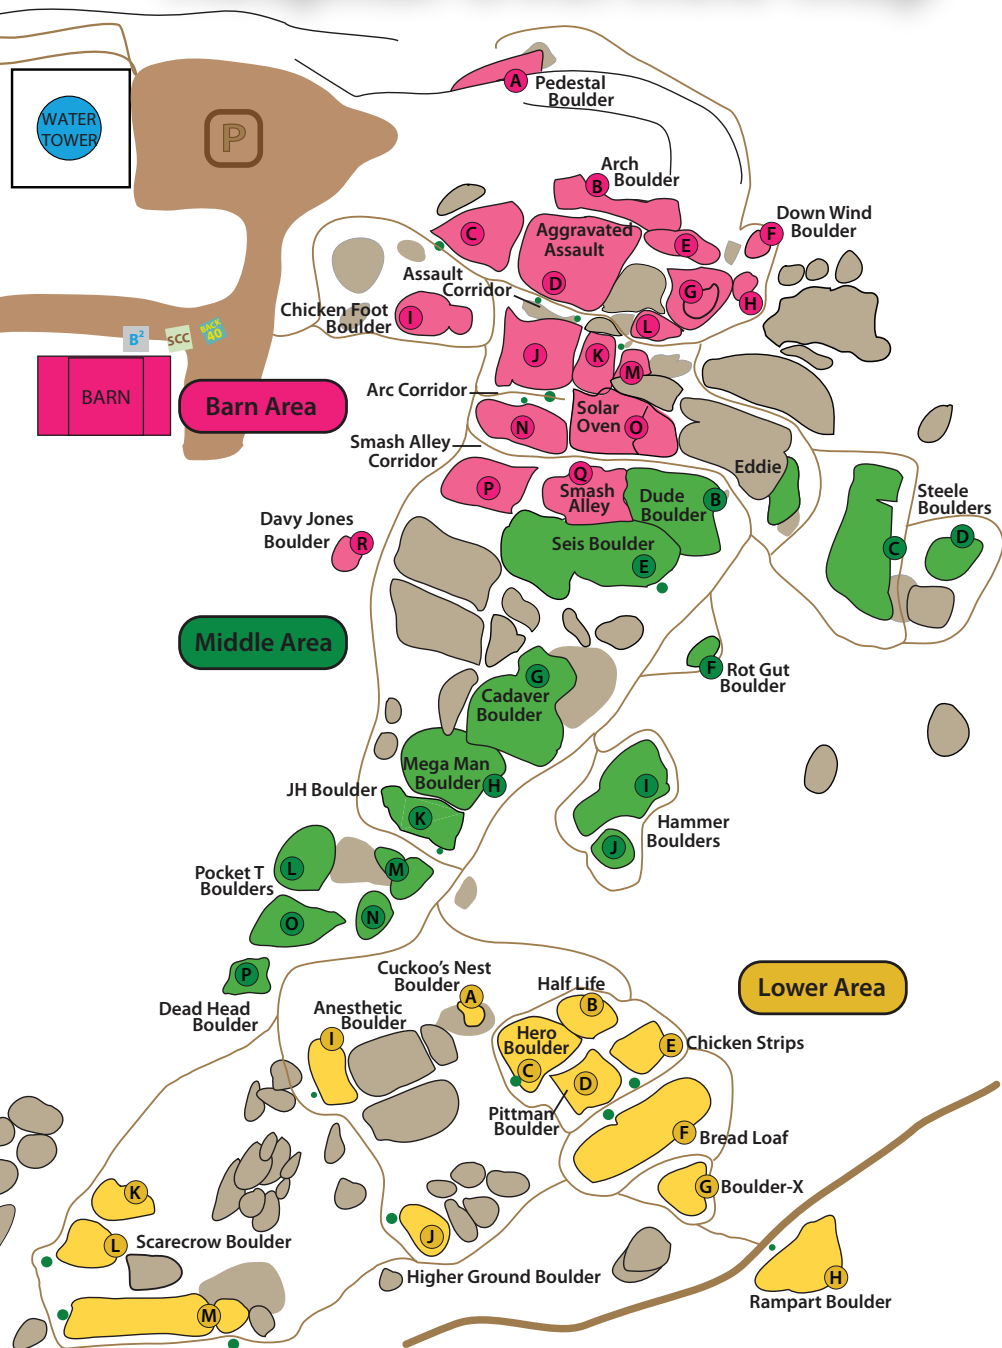 WATER
TOWER
P
A
Pedestal
Boulder
Arch
Boulder
B
C
Aggravated
Assault
D
E
Down Wind
Boulder
F
Assault
Corridor
G
H
Chicken Foot
Boulder
I
L
B²
SCC
BACK
40
J
K
M
BARN
Barn Area
Arc Corridor
Solar
Oven
N
O
Smash Alley
Corridor
Eddie
P
Q
Smash
Alley
Dude
Boulder
B
Steele
Boulders
C
D
Davy Jones
Boulder
R
Seis Boulder
E
Middle Area
F
Rot Gut
Boulder
G
Cadaver
Boulder
Mega Man
Boulder
H
I
JH Boulder
K
Hammer
Boulders
J
Pocket T
Boulders
L
M
N
O
P
Dead Head
Boulder
Cuckoo's Nest
Boulder
A
Half Life
B
Lower Area
Anesthetic
Boulder
I
Hero
Boulder
C
D
E
Chicken Strips
Pittman
Boulder
F
Bread Loaf
G
Boulder-X
K
L
Scarecrow Boulder
J
Higher Ground Boulder
H
Rampart Boulder
M